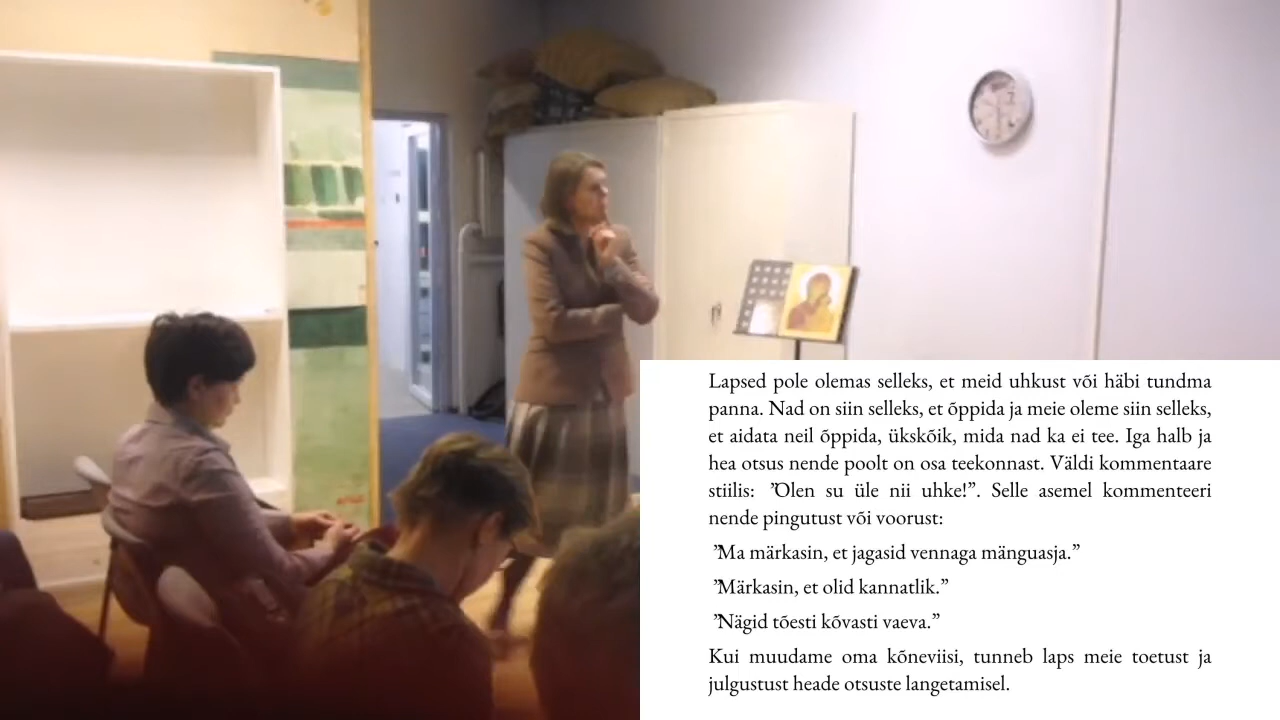 Lapsed pole olemas selleks, et meid uhkust või häbi tundma
panna. Nad on siin selleks, et õppida ja meie oleme siin selleks,
et aidata neil õppida, ükskõik, mida nad ka ei tee. Iga halb ja
hea otsus nende poolt on osa teekonnast. Väldi kommentaare
stiilis: ”Olen su üle nii uhke!”. Selle asemel kommenteeri
nende pingutust või voorust:
”Ma märkasin, et jagasid vennaga mänguasja.”
”Märkasin, et olid kannatlik.”
”Nägid tõesti kõvasti vaeva.”
Kui muudame oma kõneviisi, tunneb laps meie toetust ja
julgustust heade otsuste langetamisel.